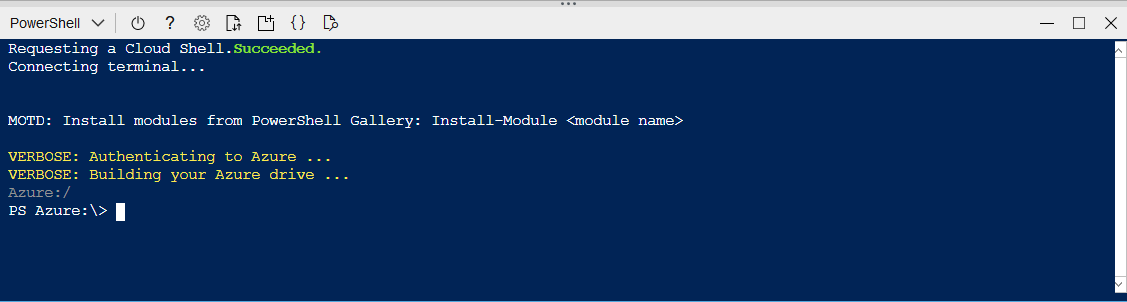 PowerShell
Requesting a Cloud Shell.Succeeded.
Connecting terminal...
MOTD: Install modules from PowerShell Gallery: Install-Module <module name>
VERBOSE: Authenticating to Azure ...
VERBOSE: Building your Azure drive ...
Azure:/
PS Azure:\>